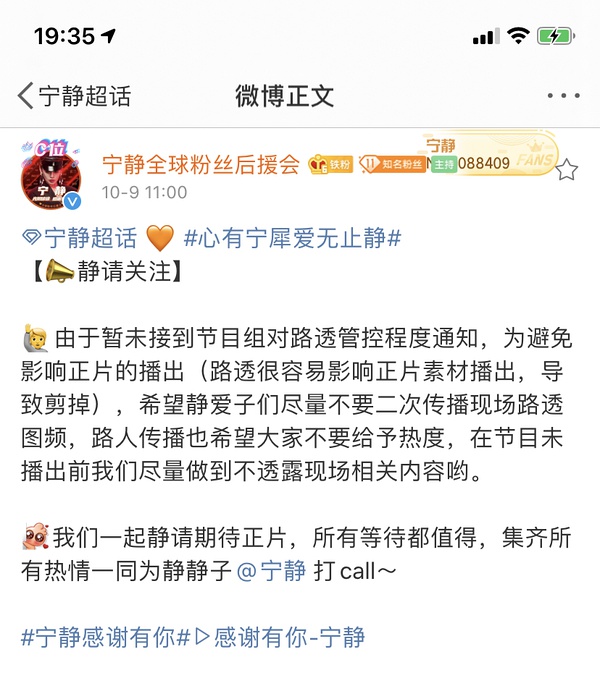 19:35
宁静超话
微博正文
C位
宁静
宁静全球粉丝后援会
铁粉
11
知名粉丝
主持
宁静
088409
FANS
10-9 11:00
宁静超话 🧡 #心有宁犀爱无止静#
【📣静请关注】
🙋由于暂未接到节目组对路透管控程度通知，为避免
影响正片的播出（路透很容易影响正片素材播出，导
致剪掉），希望静爱子们尽量不要二次传播现场路透
图频，路人传播也希望大家不要给予热度，在节目未
播出前我们尽量做到不透露现场相关内容哟。
我们一起静请期待正片，所有等待都值得，集齐所
有热情一同为静静子@宁静 打call～
#宁静感谢有你#▷感谢有你-宁静